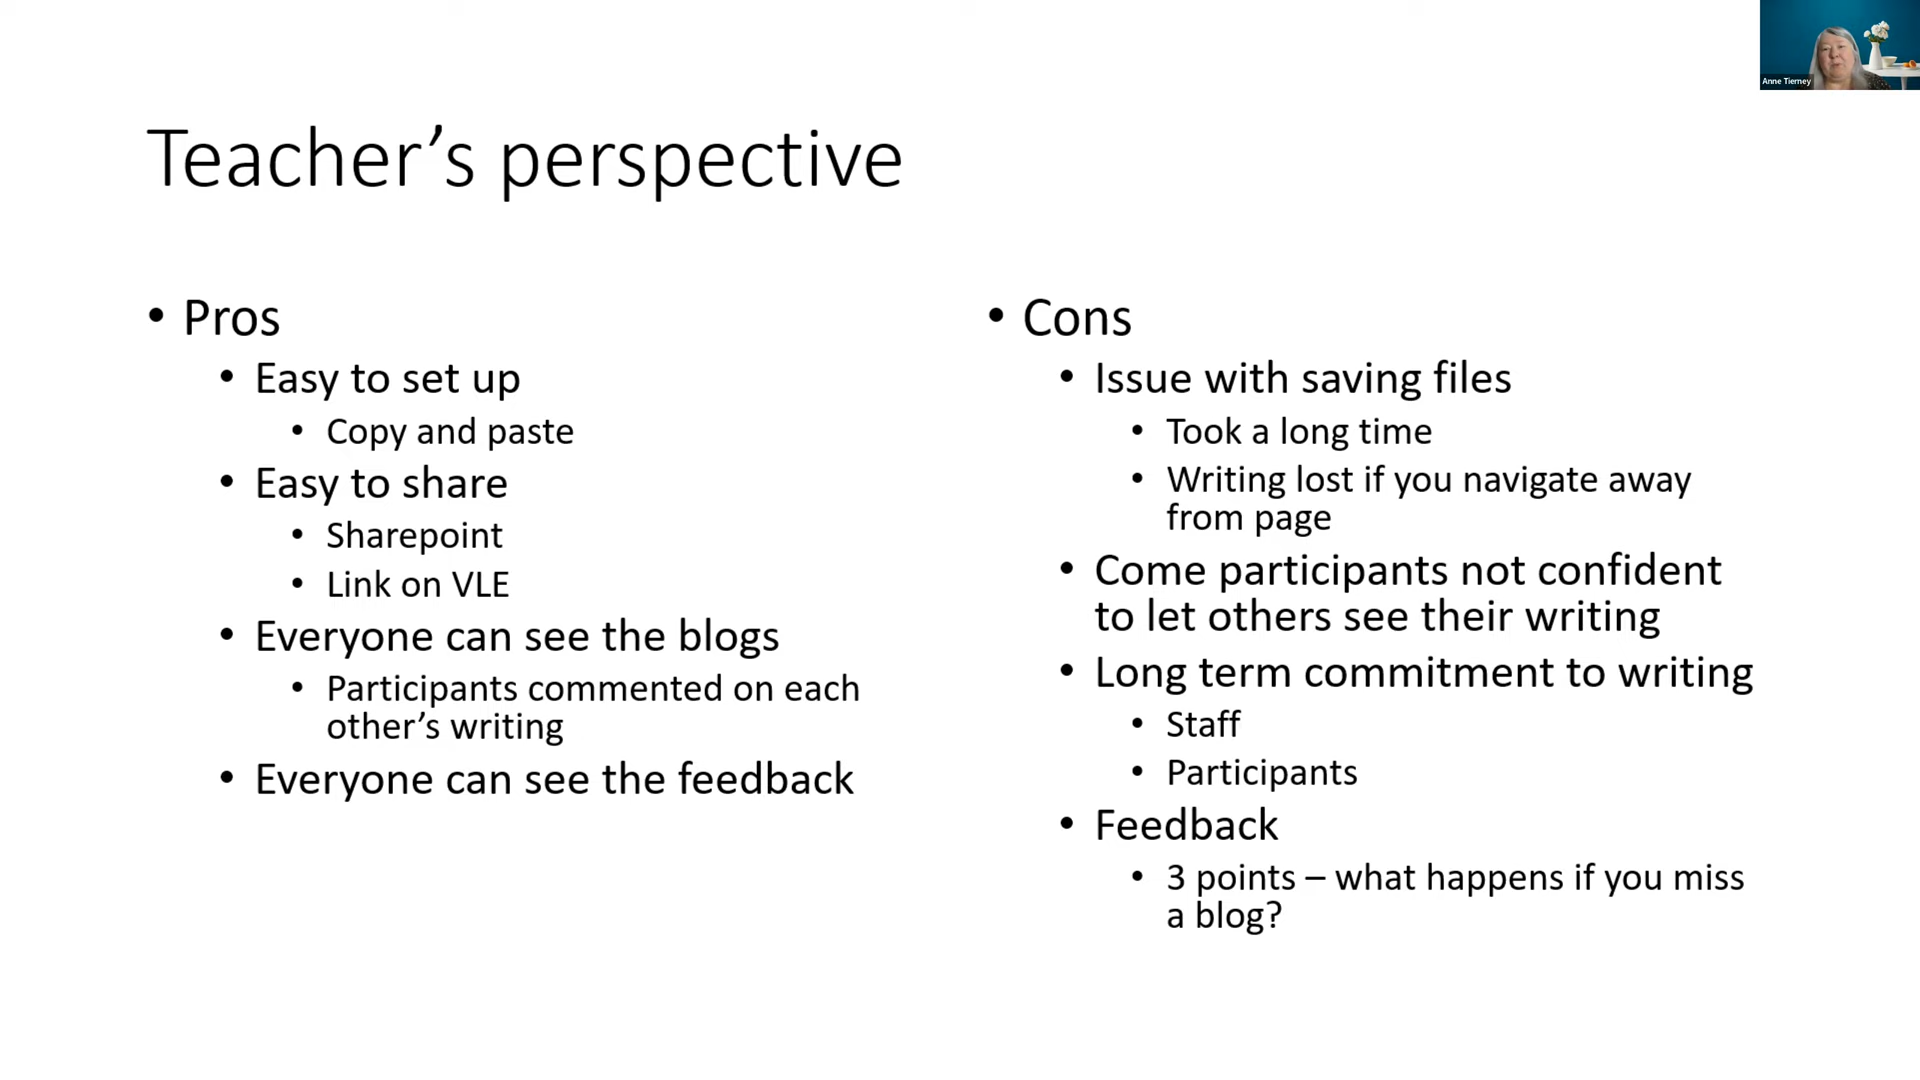 Anne Tierney
Teacher’s perspective
• Pros
• Easy to set up
• Copy and paste
• Easy to share
• Sharepoint
• Link on VLE
• Everyone can see the blogs
• Participants commented on each
other’s writing
• Everyone can see the feedback
• Cons
• Issue with saving files
• Took a long time
• Writing lost if you navigate away
from page
• Come participants not confident
to let others see their writing
• Long term commitment to writing
• Staff
• Participants
• Feedback
• 3 points – what happens if you miss
a blog?